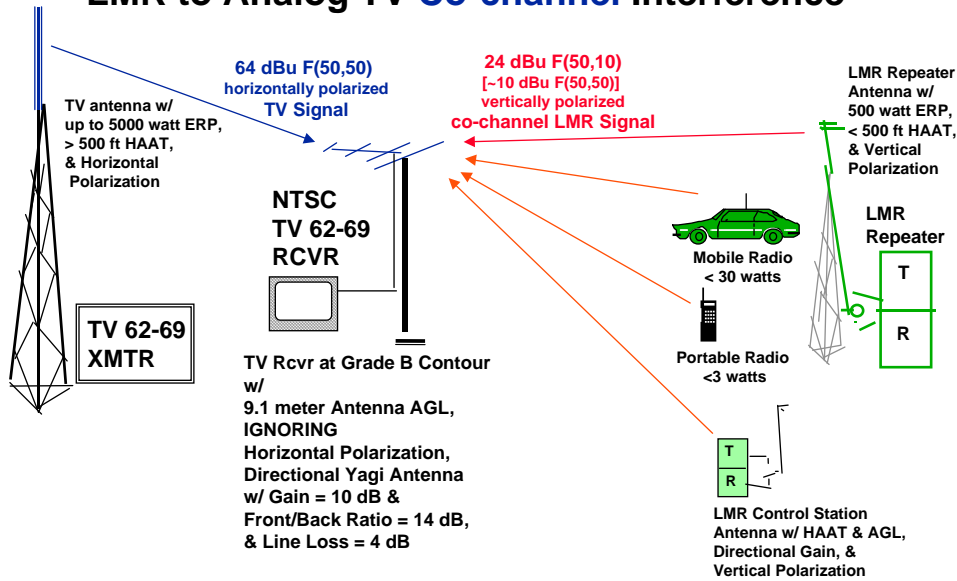 LMR to Analog TV Co-channel Interference
64 dBu F(50,50)
horizontally polarized
TV Signal
24 dBu F(50,10)
[~10 dBu F(50,50)]
vertically polarized
co-channel LMR Signal
TV antenna w/
up to 5000 watt ERP,
> 500 ft HAAT,
& Horizontal
Polarization
LMR Repeater
Antenna w/
500 watt ERP,
< 500 ft HAAT,
& Vertical
Polarization
NTSC
TV 62-69
RCVR
LMR
Repeater
T
R
Mobile Radio
< 30 watts
TV 62-69
XMTR
Portable Radio
<3 watts
TV Rcvr at Grade B Contour
w/
9.1 meter Antenna AGL,
IGNORING
Horizontal Polarization,
Directional Yagi Antenna
w/ Gain = 10 dB &
Front/Back Ratio = 14 dB,
& Line Loss = 4 dB
T
R
LMR Control Station
Antenna w/ HAAT & AGL,
Directional Gain, &
Vertical Polarization